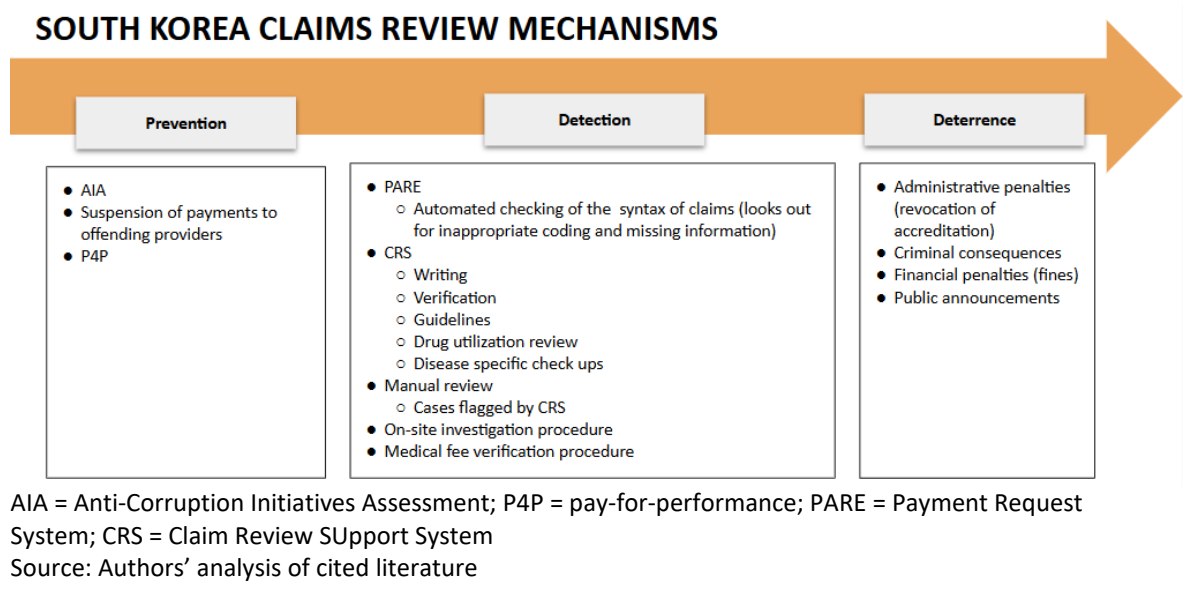 SOUTH KOREA CLAIMS REVIEW MECHANISMS
Prevention
● AIA
● Suspension of payments to
offending providers
● P4P
Detection
● PARE
○ Automated checking of the syntax of claims (looks out
for inappropriate coding and missing information)
● CRS
○ Writing
○ Verification
○ Guidelines
○ Drug utilization review
○ Disease specific check ups
● Manual review
○ Cases flagged by CRS
● On-site investigation procedure
● Medical fee verification procedure
Deterrence
● Administrative penalties
(revocation of
accreditation)
● Criminal consequences
● Financial penalties (fines)
● Public announcements
AIA = Anti-Corruption Initiatives Assessment; P4P = pay-for-performance; PARE = Payment Request
System; CRS = Claim Review SUpport System
Source: Authors’ analysis of cited literature